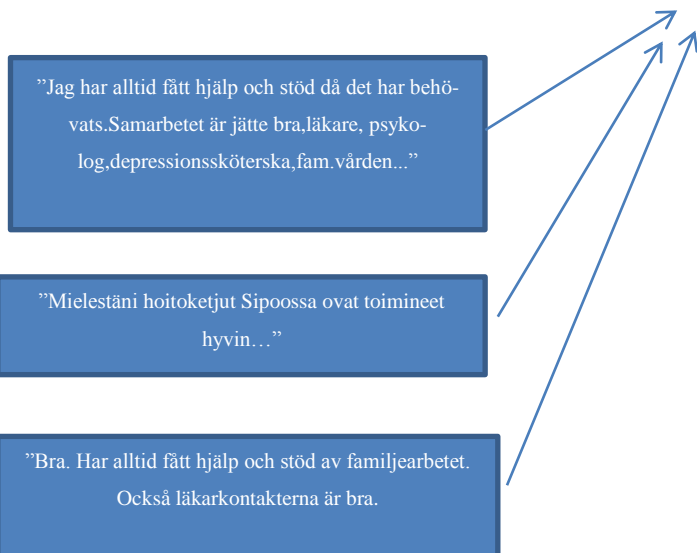 ”Jag har alltid fått hjälp och stöd då det har behö-
vats.Samarbetet är jätte bra,läkare, psyko-
log,depressionssköterska,fam.vården...”
”Mielestäni hoitoketjut Sipoossa ovat toimineet
hyvin…”
”Bra. Har alltid fått hjälp och stöd av familjearbetet.
Också läkarkontakterna är bra.